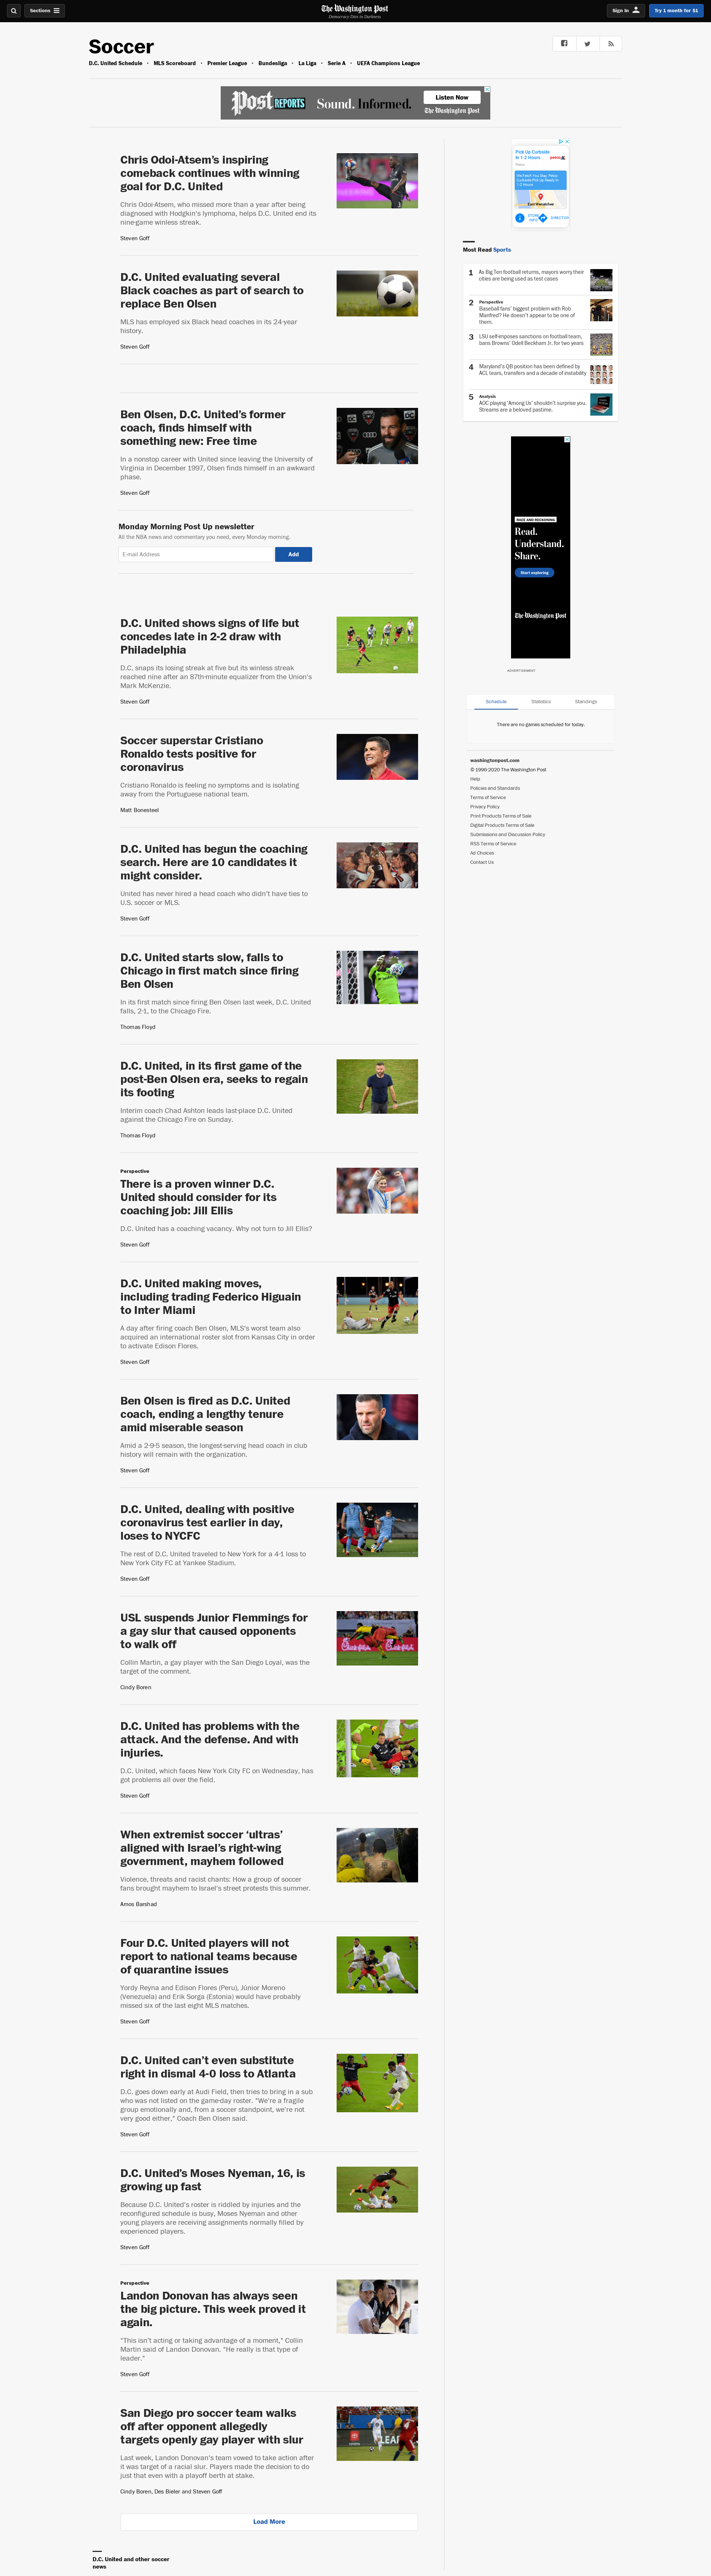 Sections
The Washington Post
Democracy Dies in Darkness
Sign In
Try 1 month for $1
Soccer
D.C. United Schedule • MLS Scoreboard • Premier League • Bundesliga • La Liga • Serie A • UEFA Champions League
Post REPORTS Sound. Informed.
Listen Now
The Washington Post
Chris Odoi-Atsem's inspiring
comeback continues with winning
goal for D.C. United
Chris Odoi-Atsem, who missed more than a year after being
diagnosed with Hodgkin's lymphoma, helps D.C. United end its
nine-game winless streak.
Steven Goff
D.C. United evaluating several
Black coaches as part of search to
replace Ben Olsen
MLS has employed six Black head coaches in its 24-year
history.
Steven Goff
Ben Olsen, D.C. United's former
coach, finds himself with
something new: Free time
In a nonstop career with United since leaving the University of
Virginia in December 1997, Olsen finds himself in an awkward
phase.
Steven Goff
Monday Morning Post Up newsletter
All the NBA news and commentary you need, every Monday morning.
E-mail Address
Add
D.C. United shows signs of life but
concedes late in 2-2 draw with
Philadelphia
D.C. snaps its losing streak at five but its winless streak
reached nine after an 87th-minute equalizer from the Union's
Mark McKenzie.
Steven Goff
Soccer superstar Cristiano
Ronaldo tests positive for
coronavirus
Cristiano Ronaldo is feeling no symptoms and is isolating
away from the Portuguese national team.
Matt Bonesteel
D.C. United has begun the coaching
search. Here are 10 candidates it
might consider.
United has never hired a head coach who didn't have ties to
U.S. soccer or MLS.
Steven Goff
D.C. United starts slow, falls to
Chicago in first match since firing
Ben Olsen
In its first match since firing Ben Olsen last week, D.C. United
falls, 2-1, to the Chicago Fire.
Thomas Floyd
D.C. United, in its first game of the
post-Ben Olsen era, seeks to regain
its footing
Interim coach Chad Ashton leads last-place D.C. United
against the Chicago Fire on Sunday.
Thomas Floyd
Perspective
There is a proven winner D.C.
United should consider for its
coaching job: Jill Ellis
D.C. United has a coaching vacancy. Why not turn to Jill Ellis?
Steven Goff
D.C. United making moves,
including trading Federico Higuain
to Inter Miami
A day after firing coach Ben Olsen, MLS's worst team also
acquired an international roster slot from Kansas City in order
to activate Edison Flores.
Steven Goff
Ben Olsen is fired as D.C. United
coach, ending a lengthy tenure
amid miserable season
Amid a 2-9-5 season, the longest-serving head coach in club
history will remain with the organization.
Steven Goff
D.C. United, dealing with positive
coronavirus test earlier in day,
loses to NYCFC
The rest of D.C. United traveled to New York for a 4-1 loss to
New York City FC at Yankee Stadium.
Steven Goff
USL suspends Junior Flemmings for
a gay slur that caused opponents
to walk off
Collin Martin, a gay player with the San Diego Loyal, was the
target of the comment.
Cindy Boren
D.C. United has problems with the
attack. And the defense. And with
injuries.
D.C. United, which faces New York City FC on Wednesday, has
got problems all over the field.
Steven Goff
When extremist soccer 'ultras'
aligned with Israel's right-wing
government, mayhem followed
Violence, threats and racist chants: How a group of soccer
fans brought mayhem to Israel's street protests this summer.
Amos Barshad
Four D.C. United players will not
report to national teams because
of quarantine issues
Yordy Reyna and Edison Flores (Peru), Júnior Moreno
(Venezuela) and Erik Sorga (Estonia) would have probably
missed six of the last eight MLS matches.
Steven Goff
D.C. United can't even substitute
right in dismal 4-0 loss to Atlanta
D.C. goes down early at Audi Field, then tries to bring in a sub
who was not listed on the game-day roster. "We're a fragile
group emotionally and, from a soccer standpoint, we're not
very good either," Coach Ben Olsen said.
Steven Goff
D.C. United's Moses Nyeman, 16, is
growing up fast
Because D.C. United's roster is riddled by injuries and the
reconfigured schedule is busy, Moses Nyeman and other
young players are receiving assignments normally filled by
experienced players.
Steven Goff
Perspective
Landon Donovan has always seen
the big picture. This week proved it
again.
"This isn't acting or taking advantage of a moment," Collin
Martin said of Landon Donovan. "He really is that type of
leader."
Steven Goff
San Diego pro soccer team walks
off after opponent allegedly
targets openly gay player with slur
Last week, Landon Donovan's team vowed to take action after
it was target of a racial slur. Players made the decision to do
just that even with a playoff berth at stake.
Cindy Boren, Des Bieler and Steven Goff
Load More
D.C. United and other soccer
news
Pick Up Curbside
In 1-2 Hours
petco
Petco
We Fetch You Stay. Petco
Curbside Pick Up Ready In
1-2 Hours
STORE INFO
DIRECTIONS
Most Read Sports
1 As Big Ten football returns, mayors worry their
cities are being used as test cases
2 Perspective
Baseball fans' biggest problem with Rob
Manfred? He doesn't appear to be one of
them.
3 LSU self-imposes sanctions on football team,
bans Browns' Odell Beckham Jr. for two years
4 Maryland's QB position has been defined by
ACL tears, transfers and a decade of instability
5 Analysis
AOC playing 'Among Us' shouldn't surprise you.
Streams are a beloved pastime.
RACE AND RECKONING
Read.
Understand.
Share.
Start exploring
The Washington Post
ADVERTISEMENT
Schedule Statistics Standings
There are no games scheduled for today.
washingtonpost.com
© 1996-2020 The Washington Post
Help
Policies and Standards
Terms of Service
Privacy Policy
Print Products Terms of Sale
Digital Products Terms of Sale
Submissions and Discussion Policy
RSS Terms of Service
Ad Choices
Contact Us